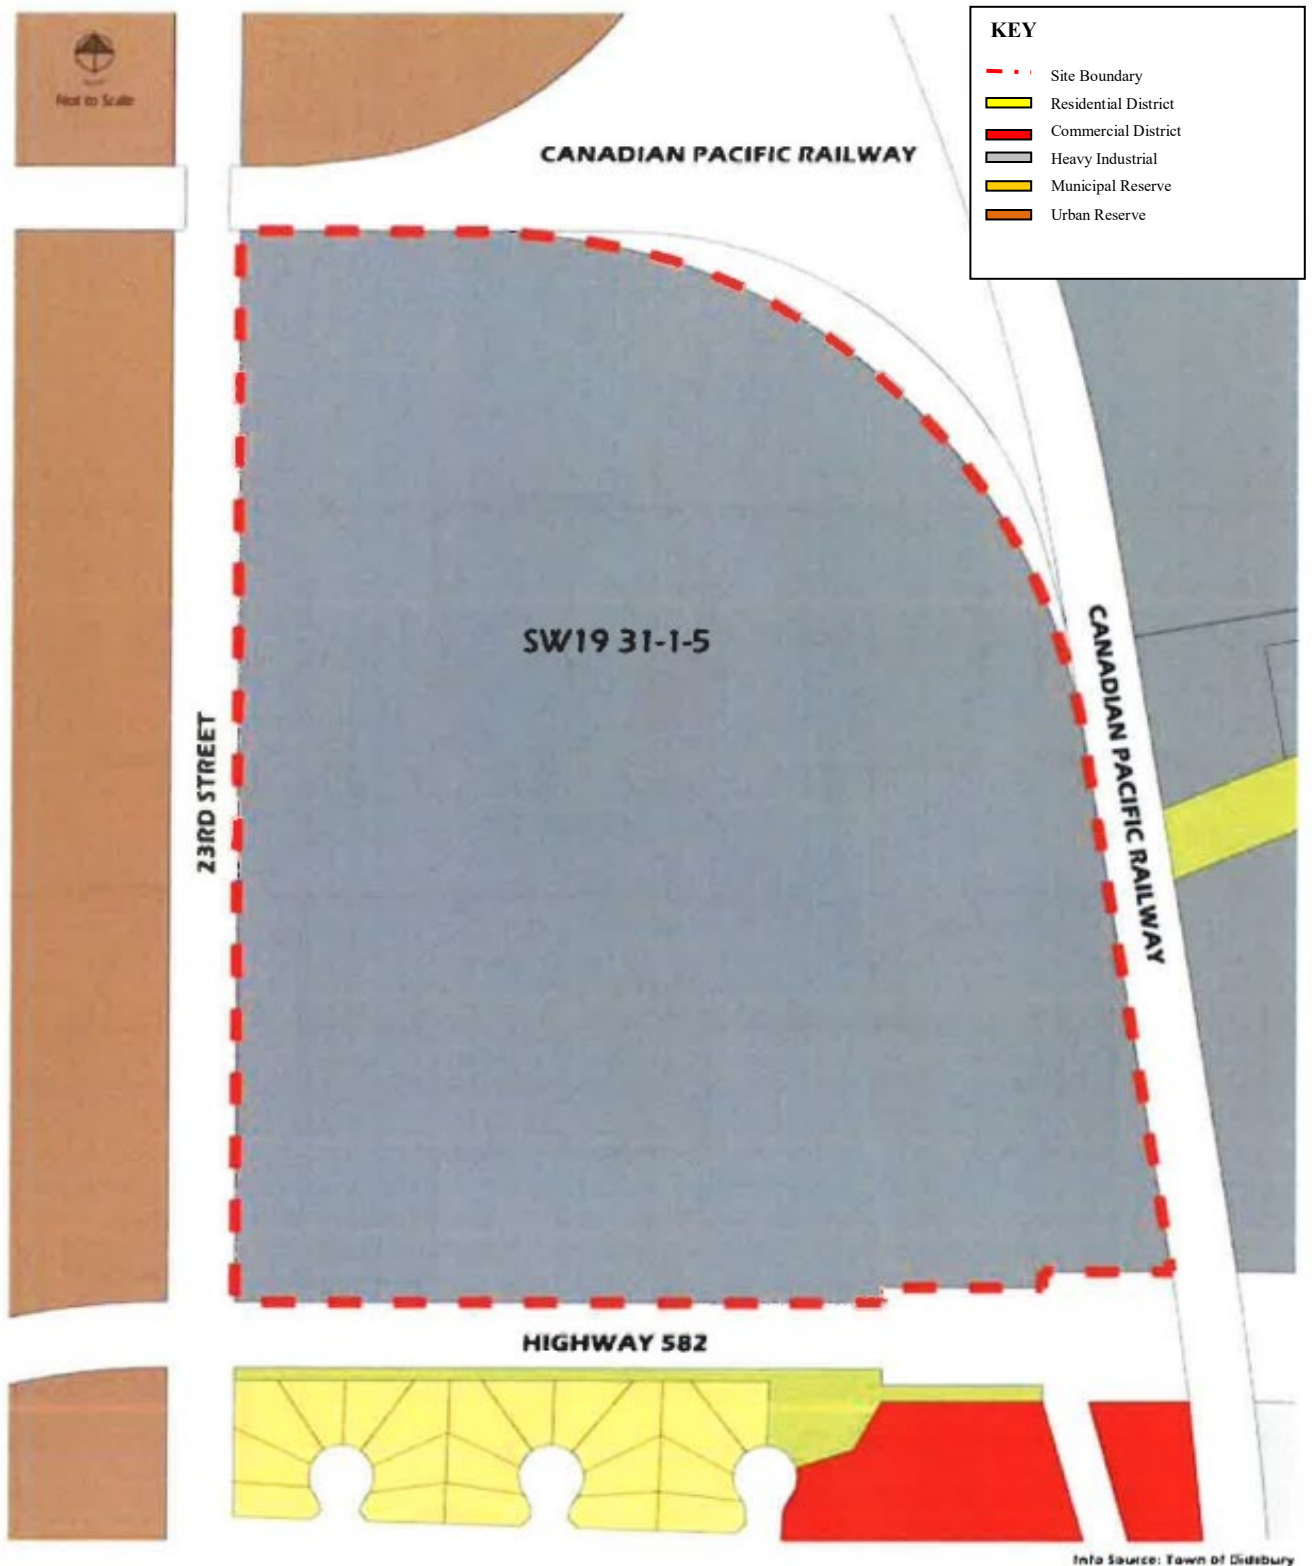 KEY
Site Boundary
Residential District
Commercial District
Heavy Industrial
Municipal Reserve
Urban Reserve
Not to Scale
CANADIAN PACIFIC RAILWAY
SW19 31-1-5
CANADIAN PACIFIC RAILWAY
23RD STREET
HIGHWAY 582
Info Source: Town of Didsbury